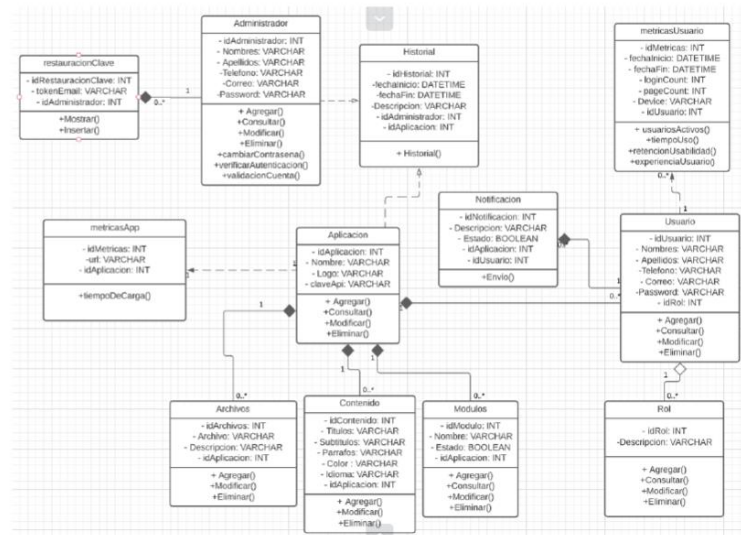 restauracionClave
- idRestauracionClave: INT
- tokenEmail: VARCHAR
- idAdministrador: INT
+Mostrar()
+Insertar()
1
0..*
Administrador
- idAdministrador: INT
- Nombres: VARCHAR
- Apellidos: VARCHAR
-Telefono: VARCHAR
-Correo: VARCHAR
-Password: VARCHAR
+ Agregar()
+Consultar()
+Modificar()
+Eliminar()
+cambiarContrasena()
+verificarAutenticacion()
+validacionCuenta()
Historial
- idHistorial: INT
-fechaInicio: DATETIME
-fechaFin: DATETIME
-Descripcion: VARCHAR
- idAdministrador: INT
- idAplicacion: INT
+ Historial()
metricasUsuario
- idMetricas: INT
- fechaInicio: DATETIME
- fechaFin: DATETIME
- loginCount: INT
- pageCount: INT
- Device: VARCHAR
- idUsuario: INT
+ usuariosActivos()
+tiempoUso()
+retencionUsabilidad()
+experienciaUsuario()
0..*
1
metricasApp
- idMetricas: INT
-url: VARCHAR
- idAplicacion: INT
+tiempoDeCarga()
1
Aplicacion
- idAplicacion: INT
- Nombre: VARCHAR
- Logo: VARCHAR
- claveApi: VARCHAR
+ Agregar()
+Consultar()
+Modificar()
+Eliminar()
Notificacion
- idNotificacion: INT
- Descripcion: VARCHAR
- Estado: BOOLEAN
- idAplicacion: INT
- idUsuario: INT
+Envio()
1
0..*
Usuario
- idUsuario: INT
- Nombres: VARCHAR
- Apellidos: VARCHAR
-Telefono: VARCHAR
- Correo: VARCHAR
-Password: VARCHAR
- idRol: INT
+ Agregar()
+Consultar()
+Modificar()
+Eliminar()
1
1
1
1
0..*
0..*
0..*
0..*
Archivos
- idArchivos: INT
- Archivo: VARCHAR
- Descripcion: VARCHAR
- idAplicacion: INT
+ Agregar()
+Modificar()
+Eliminar()
Contenido
- idContenido: INT
- Titulos: VARCHAR
- Subtitulos: VARCHAR
- Parrafos: VARCHAR
- Color : VARCHAR
- Idioma: VARCHAR
- idAplicacion: INT
+ Agregar()
+Modificar()
+Eliminar()
Modulos
- idModulo: INT
- Nombre: VARCHAR
- Estado: BOOLEAN
- idAplicacion: INT
+ Agregar()
+Consultar()
+Modificar()
+Eliminar()
Rol
- idRol: INT
-Descripcion: VARCHAR
+ Agregar()
+Consultar()
+Modificar()
+Eliminar()